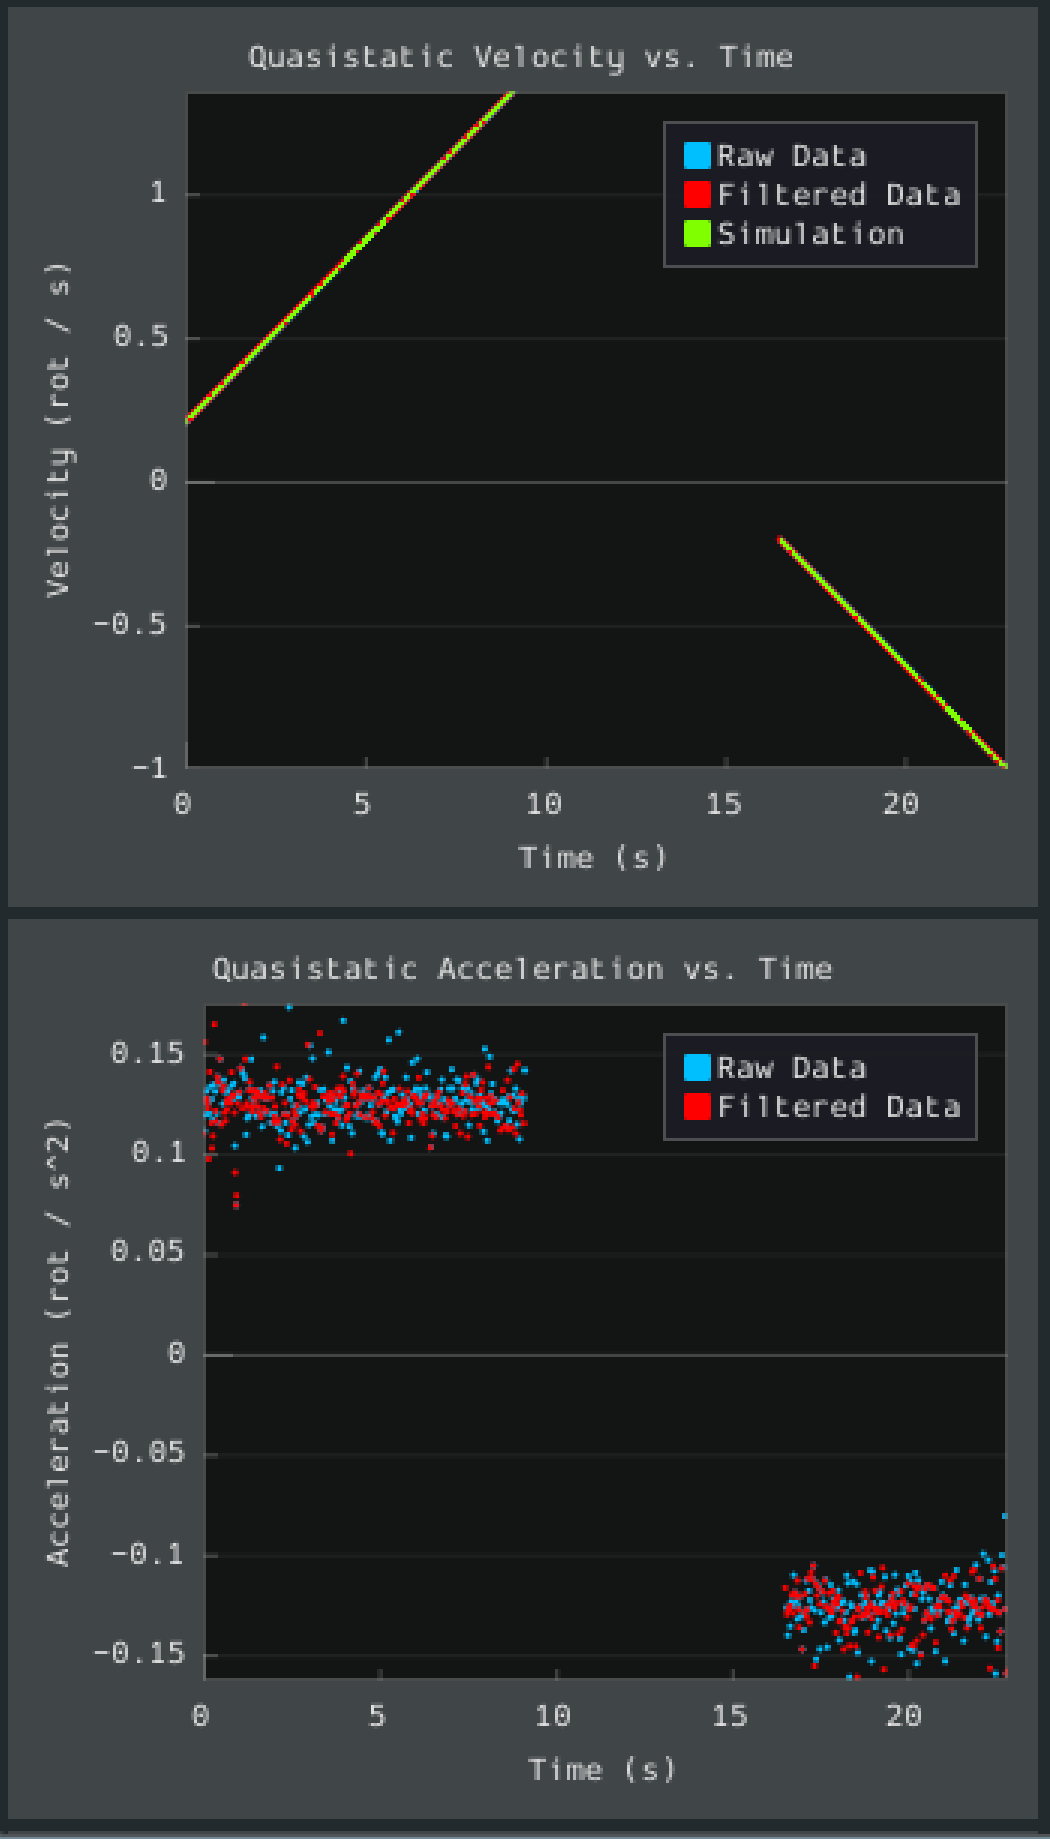 Quasistatic Velocity vs. Time
Raw Data
Filtered Data
Simulation
Velocity (rot / s)
1
0.5
0
-0.5
-1
0 5 10 15 20
Time (s)
Quasistatic Acceleration vs. Time
Raw Data
Filtered Data
Acceleration (rot / s^2)
0.15
0.1
0.05
0
-0.05
-0.1
-0.15
0 5 10 15 20
Time (s)